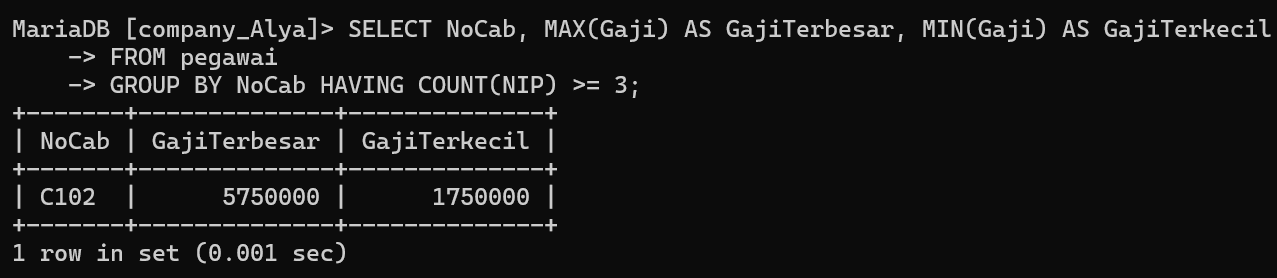 MariaDB [company_Alya]> SELECT NoCab, MAX(Gaji) AS GajiTerbesar, MIN(Gaji) AS GajiTerkecil
    -> FROM pegawai
    -> GROUP BY NoCab HAVING COUNT(NIP) >= 3;
+-------+--------------+--------------+
| NoCab | GajiTerbesar | GajiTerkecil |
+-------+--------------+--------------+
| C102  |      5750000 |      1750000 |
+-------+--------------+--------------+
1 row in set (0.001 sec)